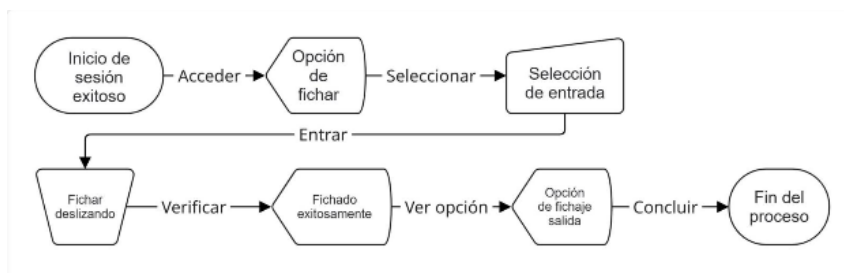 Inicio de
sesión
exitoso
Acceder
Opción
de
fichar
Seleccionar
Selección
de entrada
Entrar
Fichar
deslizando
Verificar
Fichado
exitosamente
Ver opción
Opción
de fichaje
salida
Concluir
Fin del
proceso